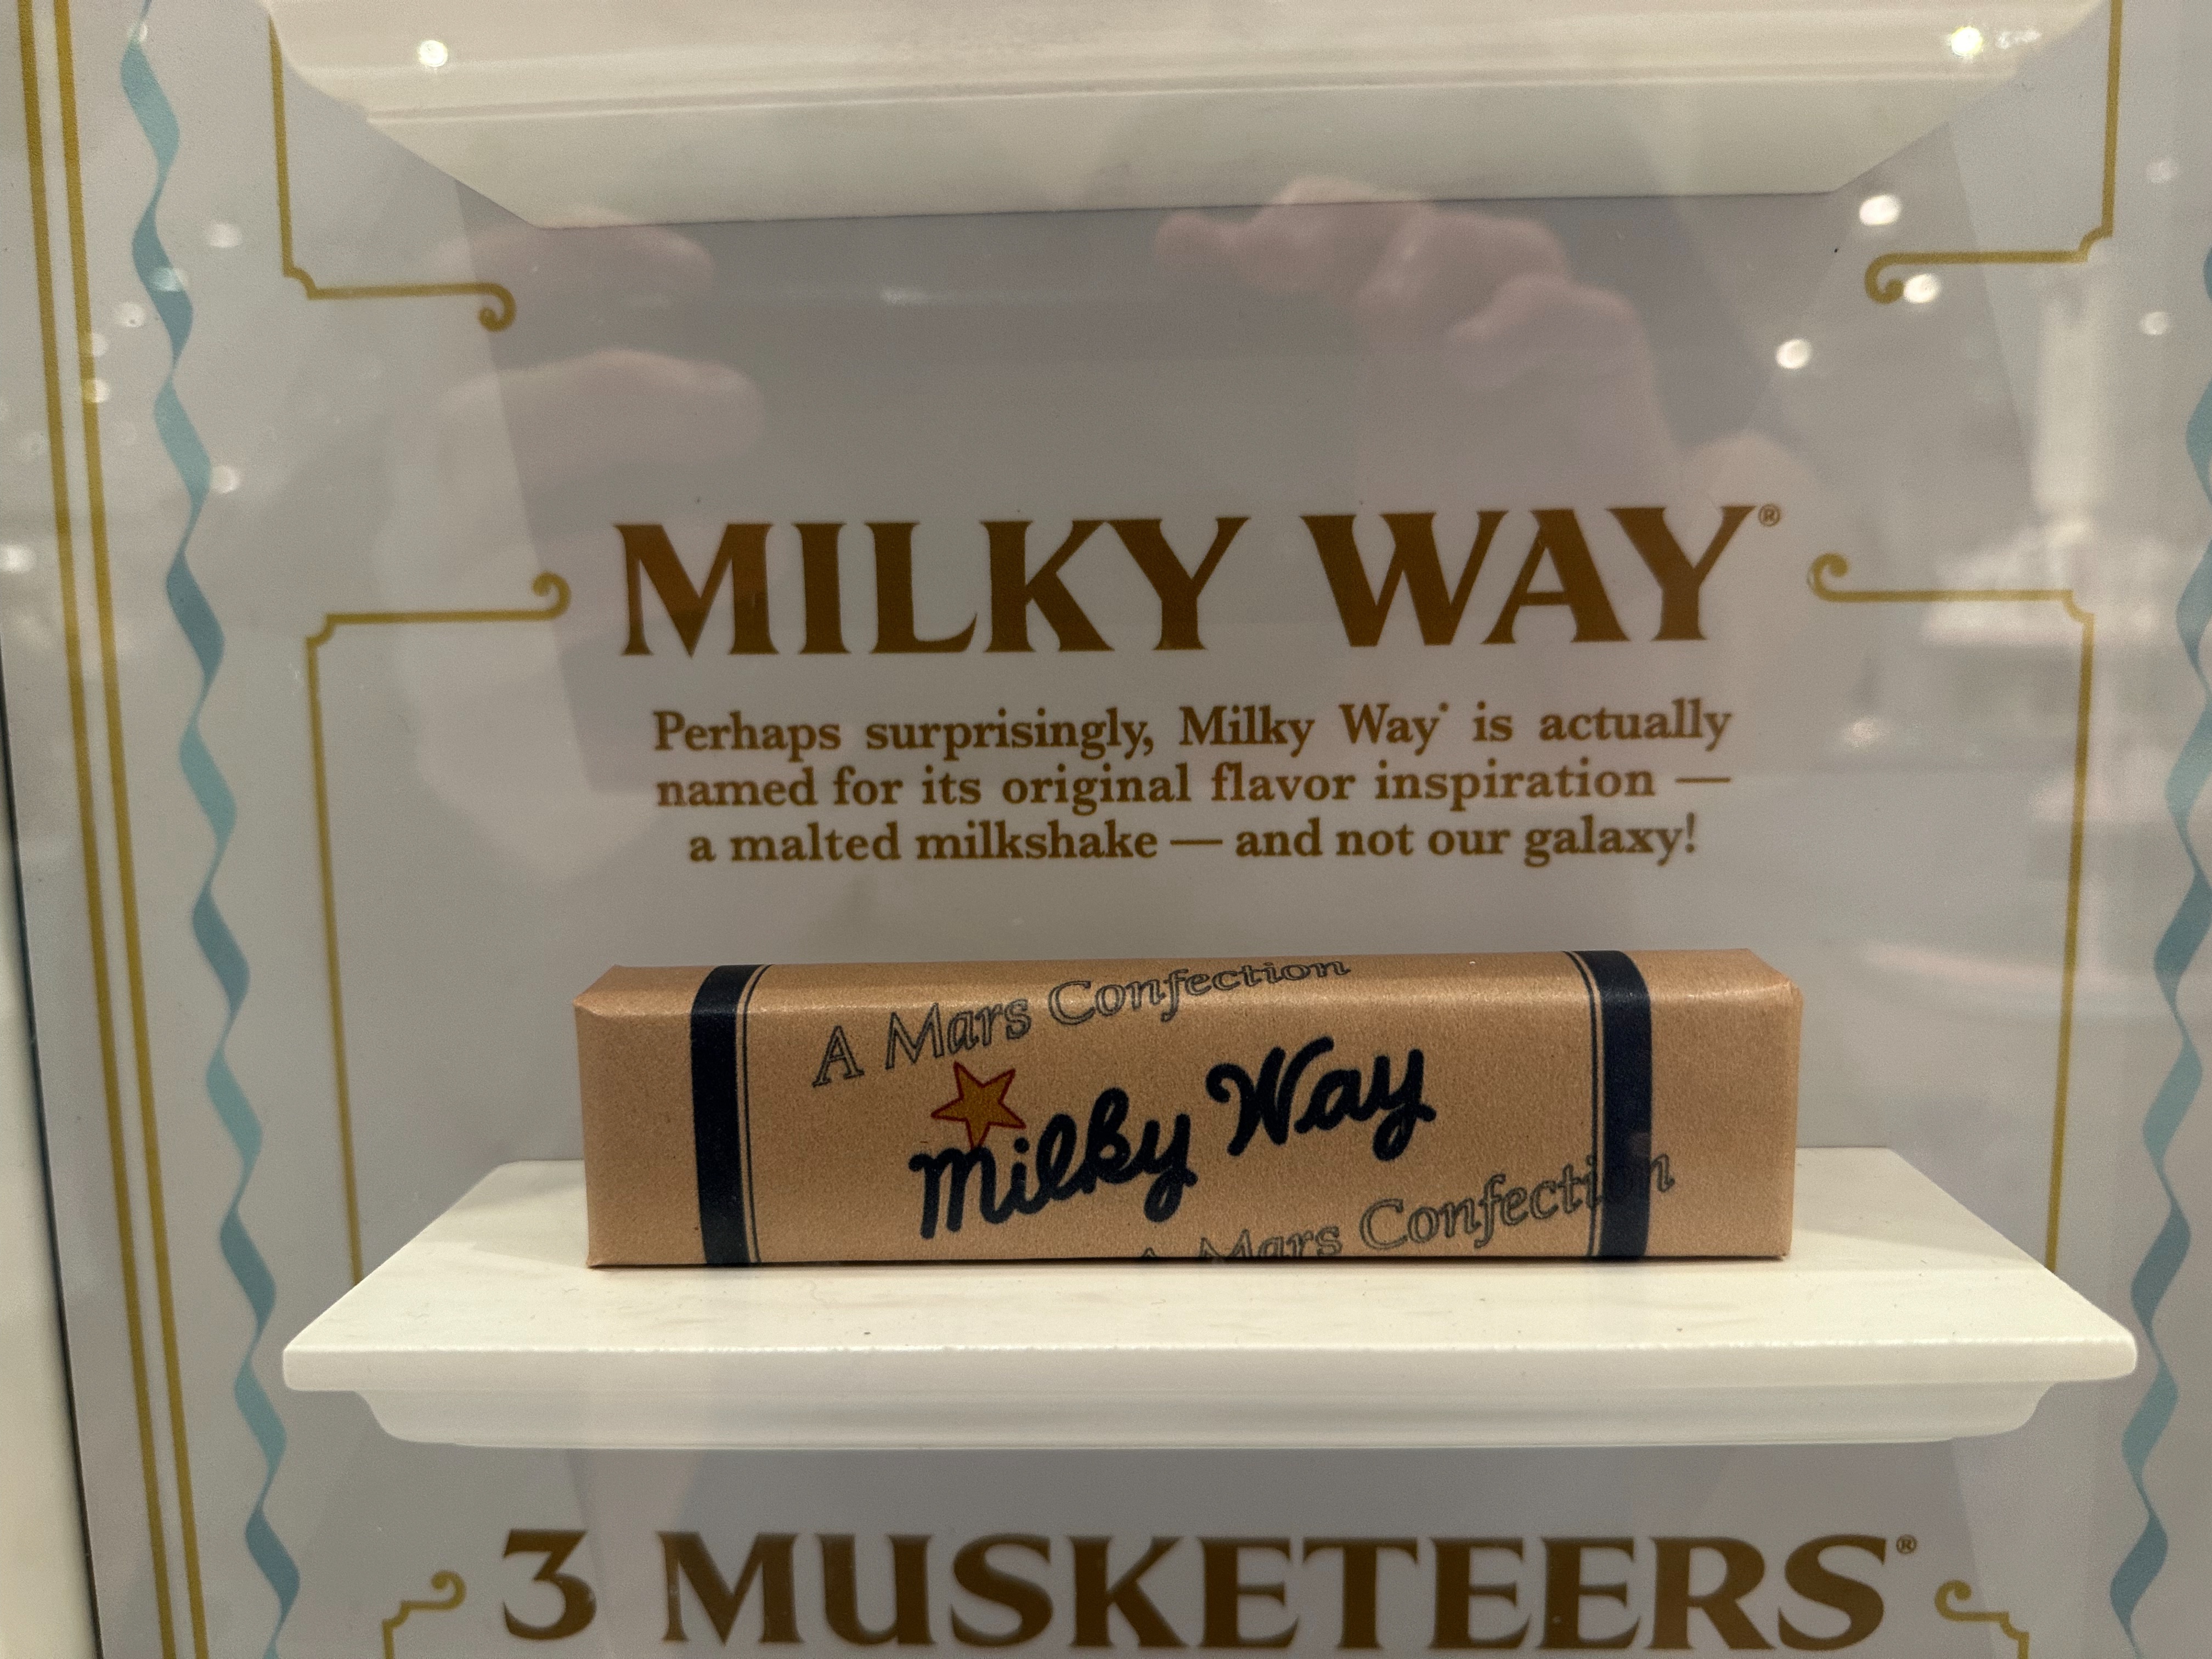 MILKY WAY®
Perhaps surprisingly, Milky Way® is actually
named for its original flavor inspiration —
a malted milkshake — and not our galaxy!
A Mars Confection
Milky Way
A Mars Confection
3 MUSKETEERS®